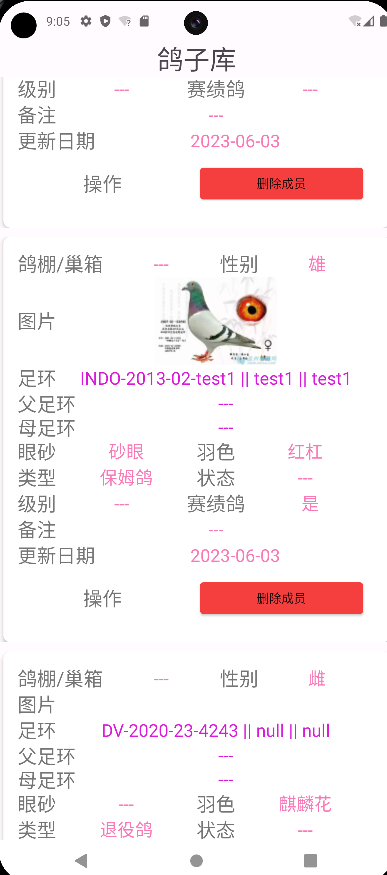 9:05
鸽子库
级别 --- 赛绩鸽 ---
备注 ---
更新日期 2023-06-03
操作 删除成员
鸽棚/巢箱 --- 性别 雄
图片
足环 INDO-2013-02-test1 || test1 || test1
父足环 ---
母足环 ---
眼砂 砂眼 羽色 红杠
类型 保姆鸽 状态 ---
级别 --- 赛绩鸽 是
备注 ---
更新日期 2023-06-03
操作 删除成员
鸽棚/巢箱 --- 性别 雌
图片
足环 DV-2020-23-4243 || null || null
父足环 ---
母足环 ---
眼砂 --- 羽色 麒麟花
类型 退役鸽 状态 ---